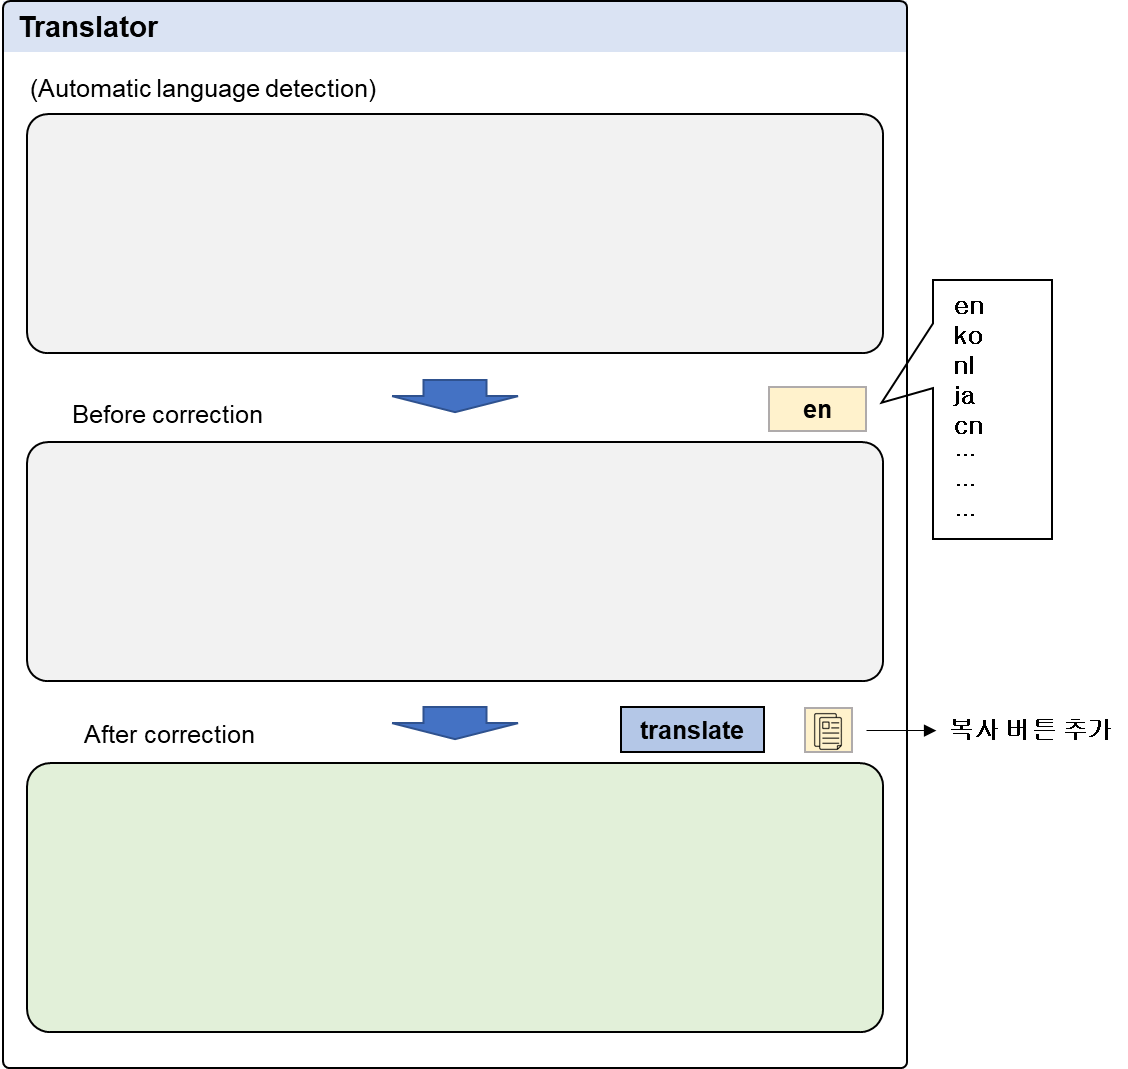 Translator
(Automatic language detection)
Before correction
en
en
ko
nl
ja
cn
...
...
...
After correction
translate
복사 버튼 추가